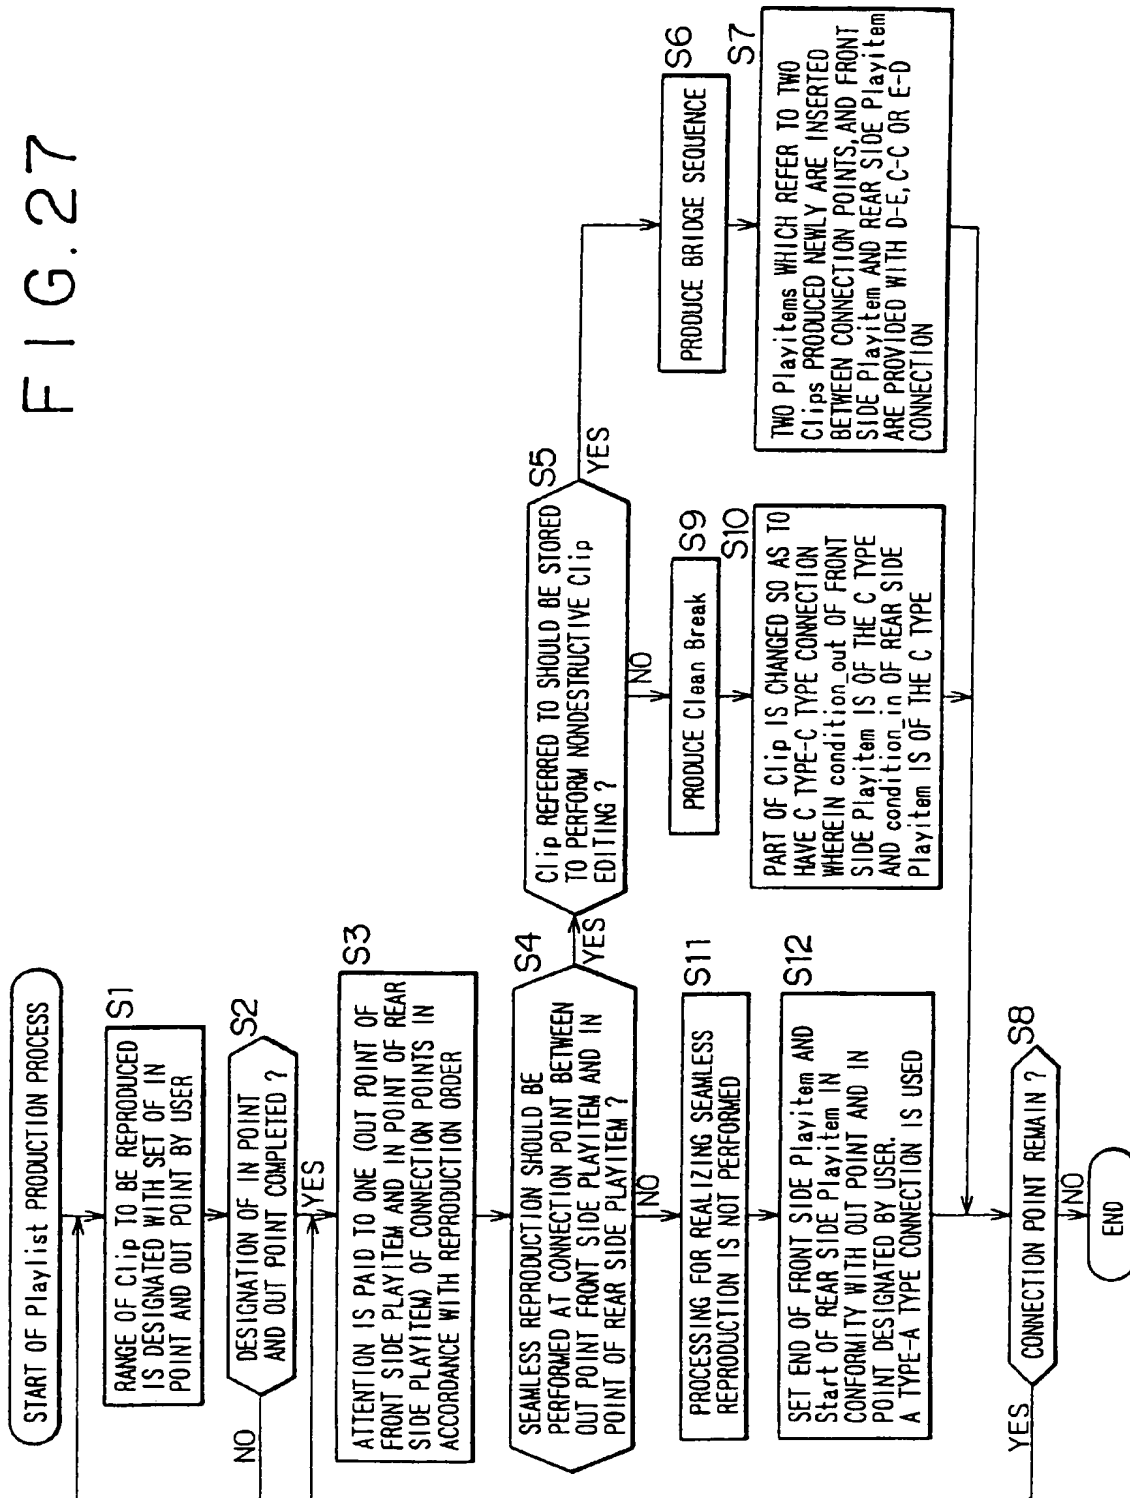 FIG.27
START OF Playlist PRODUCTION PROCESS
S1
RANGE OF Clip TO BE REPRODUCED
IS DESIGNATED WITH SET OF IN
POINT AND OUT POINT BY USER
S2
DESIGNATION OF IN POINT
AND OUT POINT COMPLETED ?
NO
YES
S3
ATTENTION IS PAID TO ONE (OUT POINT OF
FRONT SIDE PLAYITEM AND IN POINT OF REAR
SIDE PLAYITEM) OF CONNECTION POINTS IN
ACCORDANCE WITH REPRODUCTION ORDER
S4
SEAMLESS REPRODUCTION SHOULD BE
PERFORMED AT CONNECTION POINT BETWEEN
OUT POINT FRONT SIDE PLAYITEM AND IN
POINT OF REAR SIDE PLAYITEM ?
YES
NO
S5
Clip REFERRED TO SHOULD BE STORED
TO PERFORM NONDESTRUCTIVE Clip
EDITING ?
YES
NO
S6
PRODUCE BRIDGE SEQUENCE
S7
TWO Playitems WHICH REFER TO TWO
Clips PRODUCED NEWLY ARE INSERTED
BETWEEN CONNECTION POINTS, AND FRONT
SIDE Playitem AND REAR SIDE Playitem
ARE PROVIDED WITH D-E, C-C OR E-D
CONNECTION
S9
PRODUCE Clean Break
S10
PART OF Clip IS CHANGED SO AS TO
HAVE C TYPE-C TYPE CONNECTION
WHEREIN condition_out OF FRONT
SIDE Playitem IS OF THE C TYPE
AND condition_in OF REAR SIDE
Playitem IS OF THE C TYPE
S11
PROCESSING FOR REALIZING SEAMLESS
REPRODUCTION IS NOT PERFORMED
S12
SET END OF FRONT SIDE Playitem AND
Start OF REAR SIDE Playitem IN
CONFORMITY WITH OUT POINT AND IN
POINT DESIGNATED BY USER.
A TYPE-A TYPE CONNECTION IS USED
S8
CONNECTION POINT REMAIN ?
YES
NO
END